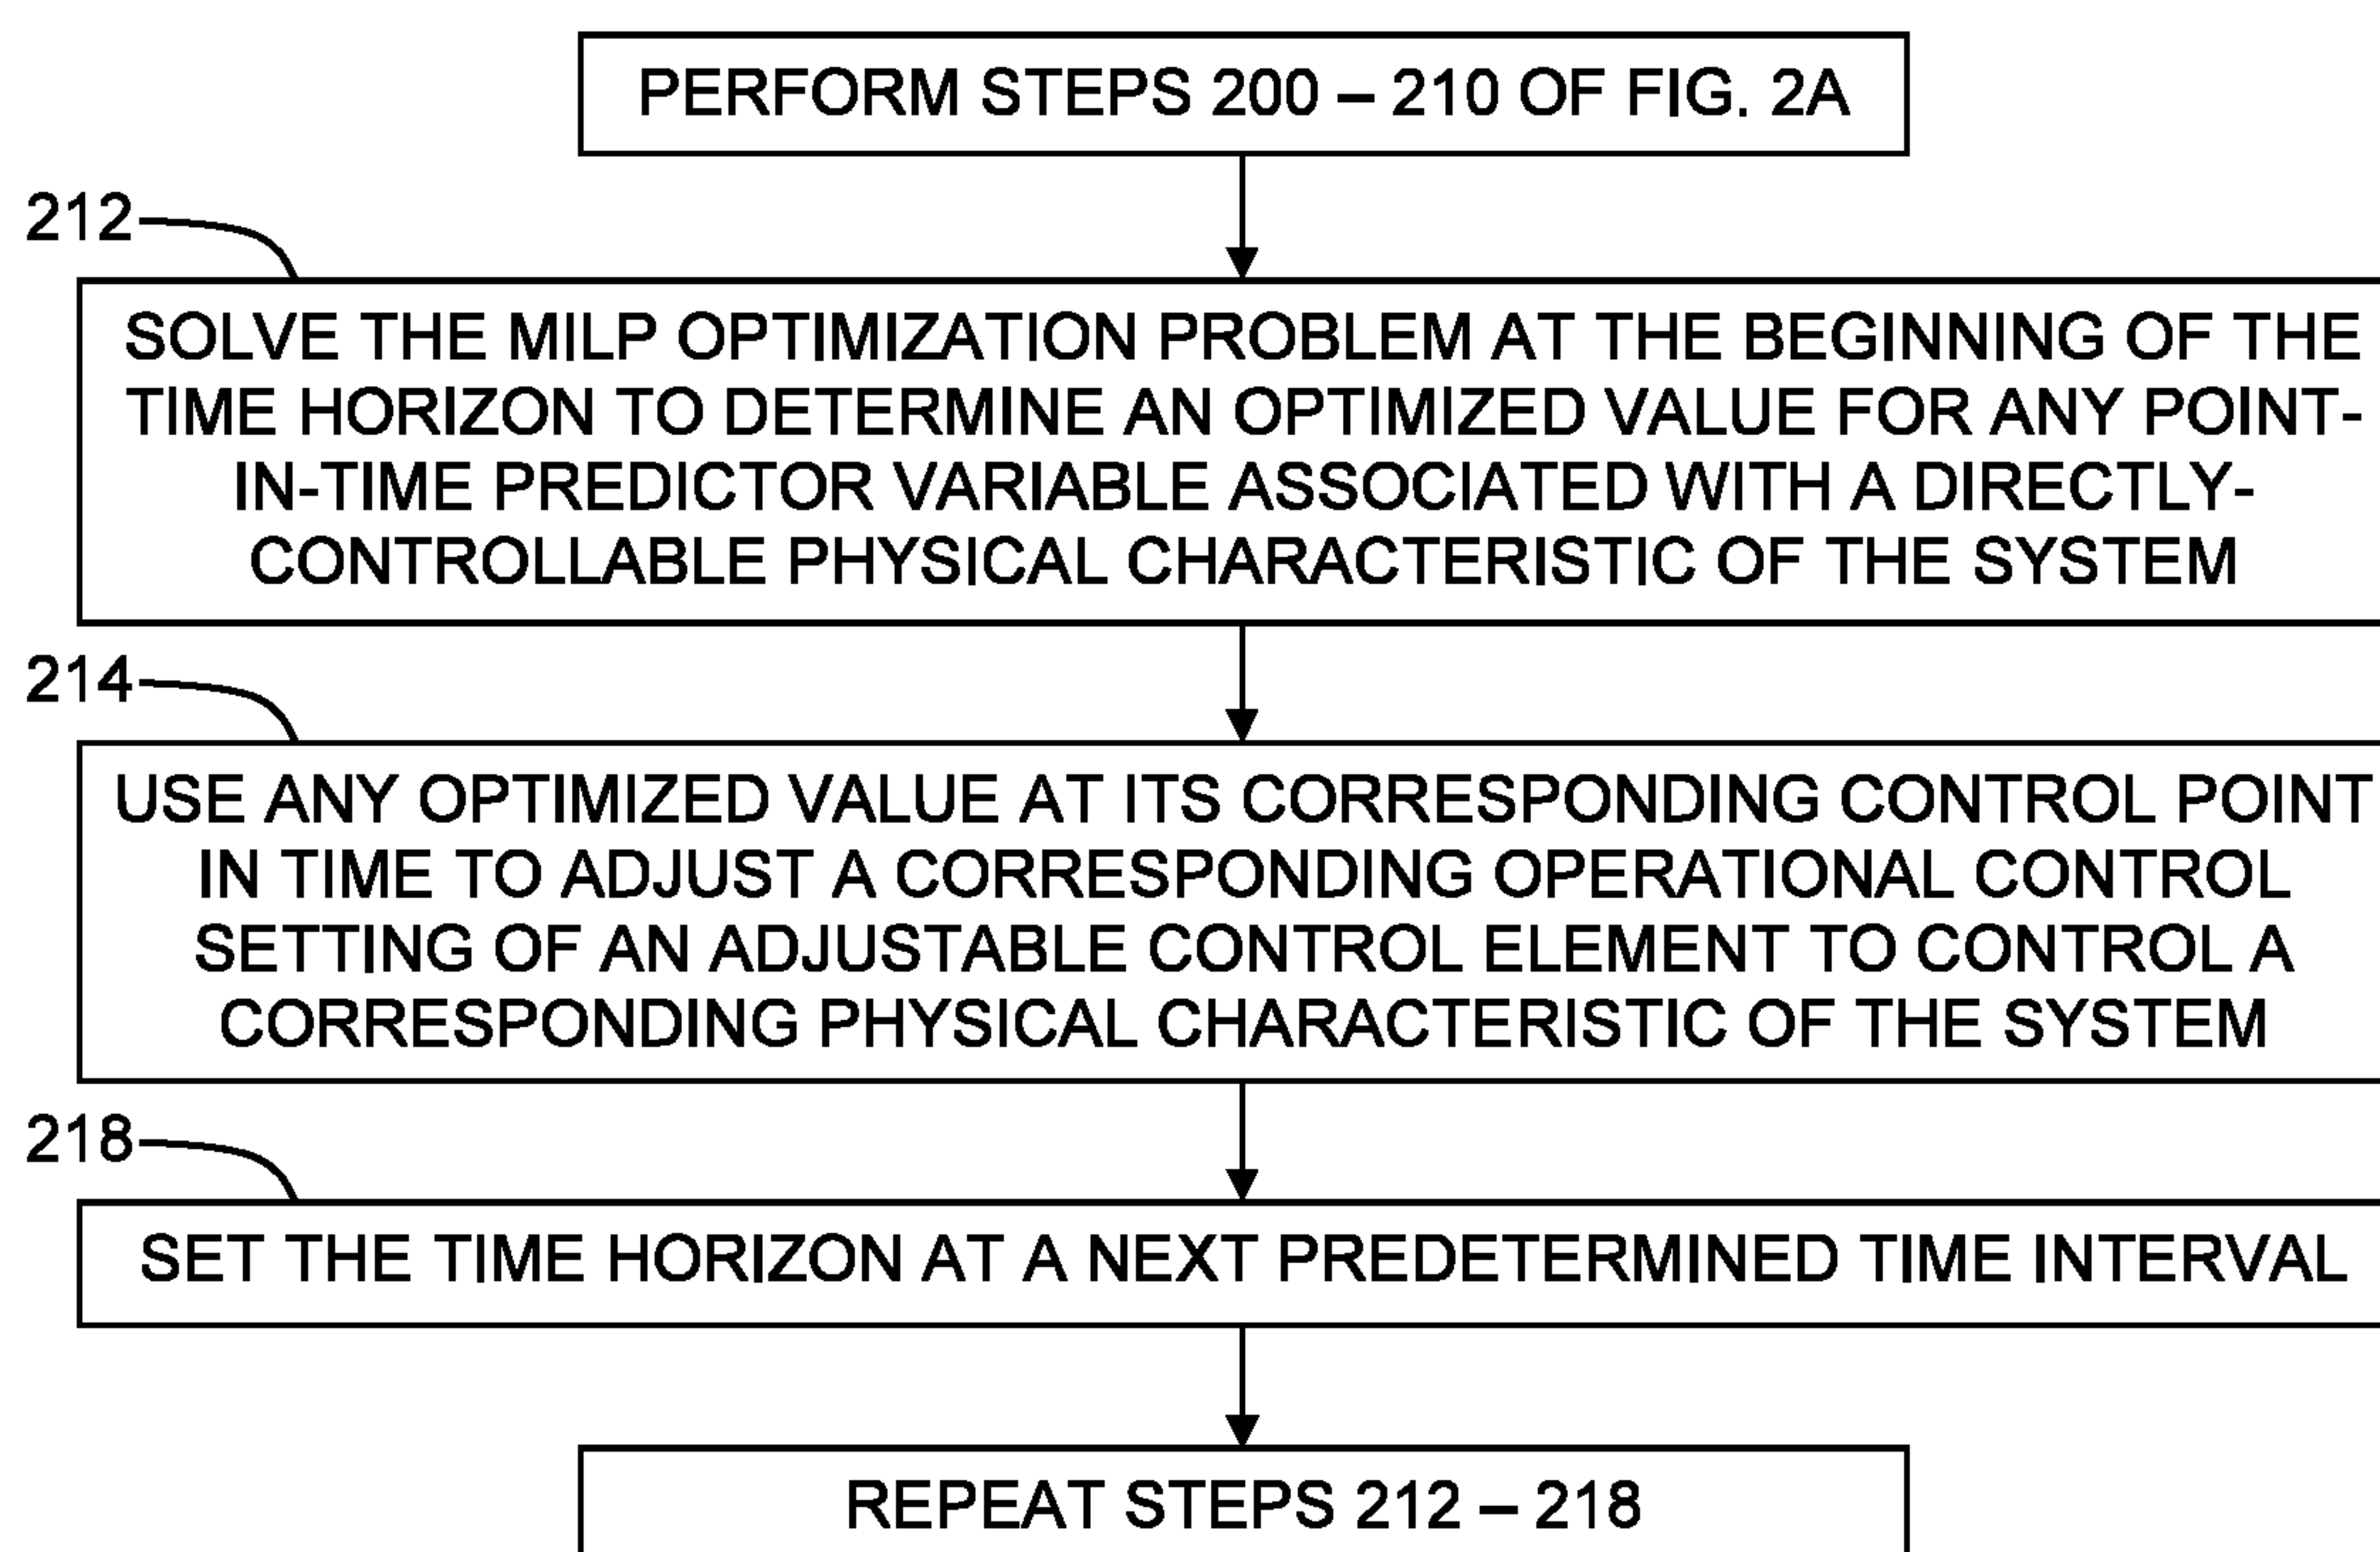 PERFORM STEPS 200 – 210 OF FIG. 2A
212
SOLVE THE MILP OPTIMIZATION PROBLEM AT THE BEGINNING OF THE
TIME HORIZON TO DETERMINE AN OPTIMIZED VALUE FOR ANY POINT-
IN-TIME PREDICTOR VARIABLE ASSOCIATED WITH A DIRECTLY-
CONTROLLABLE PHYSICAL CHARACTERISTIC OF THE SYSTEM
214
USE ANY OPTIMIZED VALUE AT ITS CORRESPONDING CONTROL POINT
IN TIME TO ADJUST A CORRESPONDING OPERATIONAL CONTROL
SETTING OF AN ADJUSTABLE CONTROL ELEMENT TO CONTROL A
CORRESPONDING PHYSICAL CHARACTERISTIC OF THE SYSTEM
218
SET THE TIME HORIZON AT A NEXT PREDETERMINED TIME INTERVAL
REPEAT STEPS 212 – 218